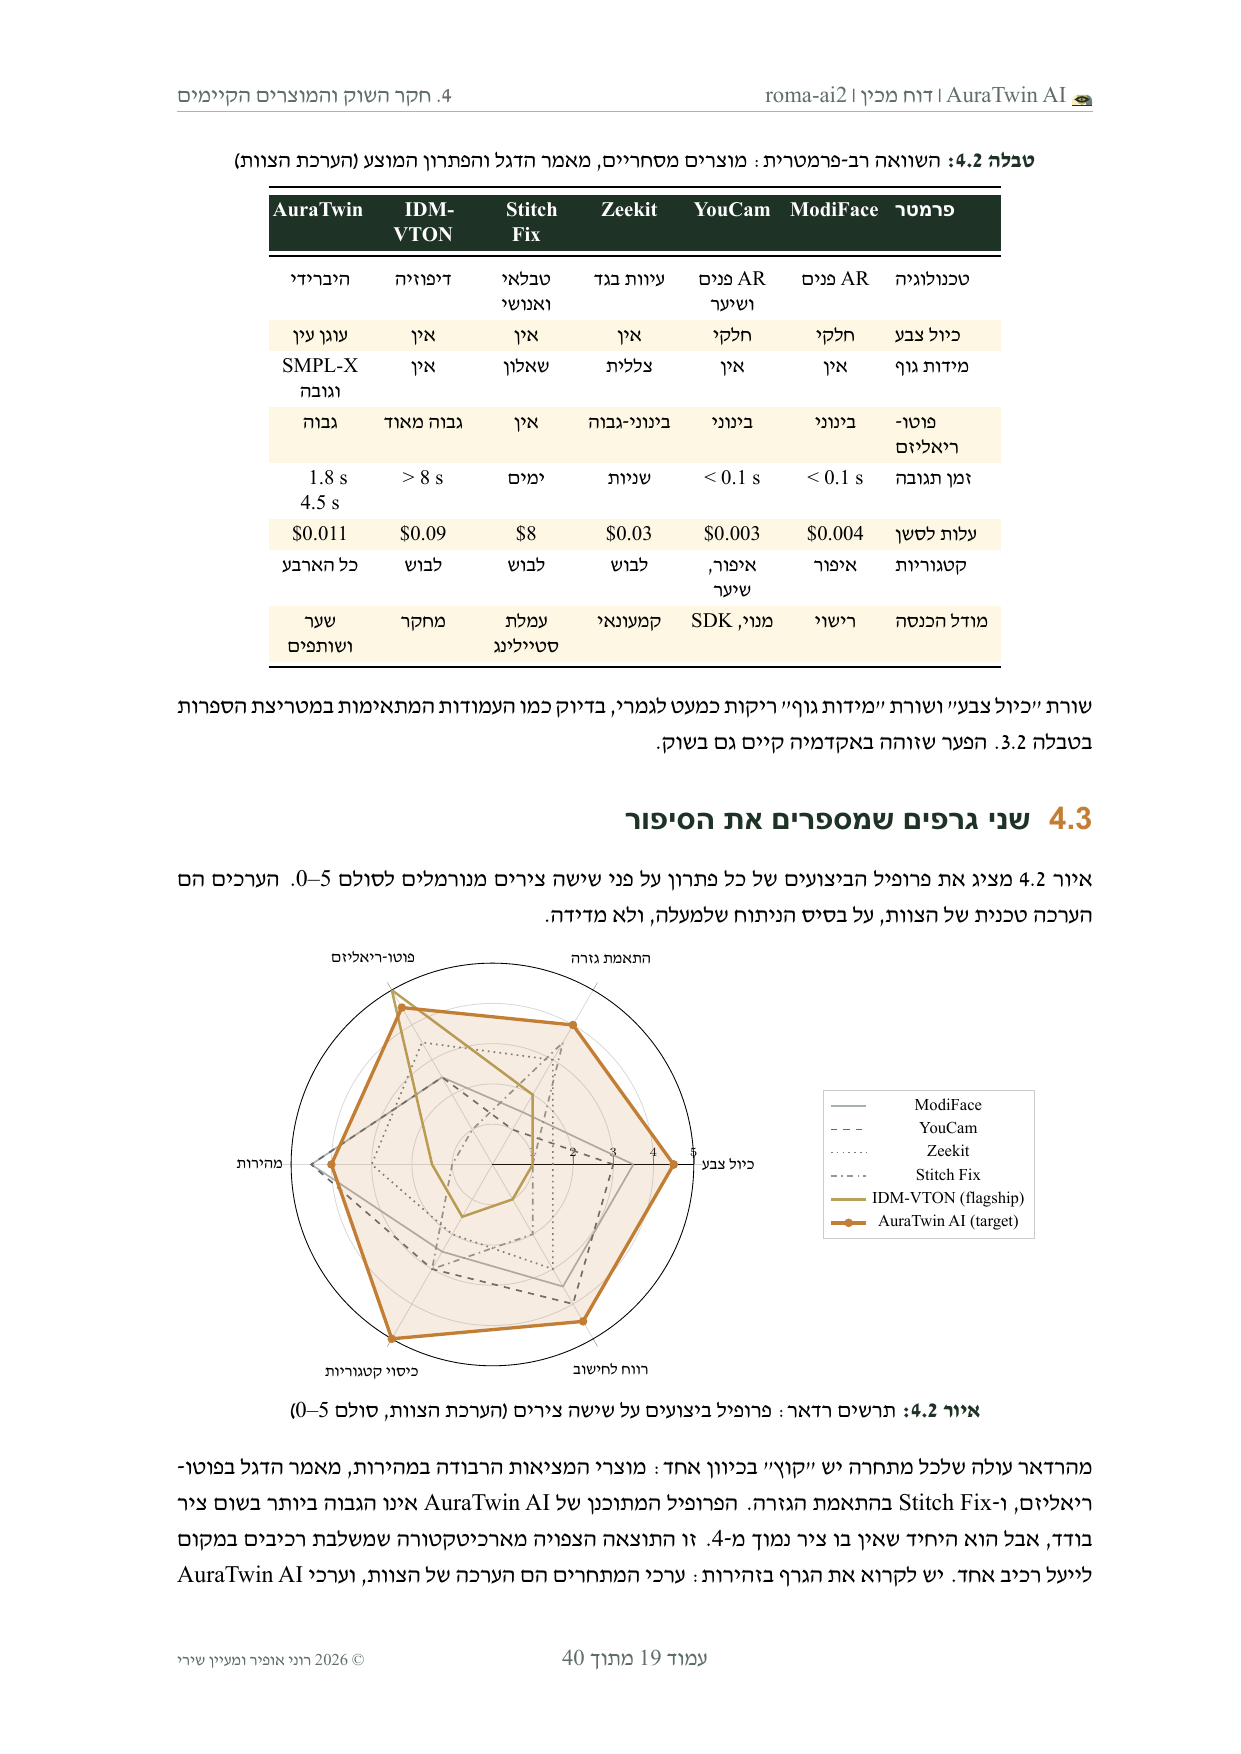 AuraTwin AI | דוח מכין | roma-ai2
4. חקר השוק והמוצרים הקיימים
טבלה 4.2: השוואה רב-פרמטרית: מוצרים מסחריים, מאמר הדגל והפתרון המוצע (הערכת הצוות)
פרמטר ModiFace YouCam Zeekit Stitch Fix IDM-VTON AuraTwin
טכנולוגיה AR פנים AR פנים ושיער עיוות בגד טבלאי ואנושי דיפוזיה היברידי
כיול צבע חלקי חלקי אין אין אין עוגן עין
מידות גוף אין אין צללית שאלון אין SMPL-X וגובה
פוטו-ריאליזם בינוני בינוני בינוני-גבוה אין גבוה מאוד גבוה
זמן תגובה < 0.1 s < 0.1 s שניות ימים > 8 s 1.8 s 4.5 s
עלות לסשן $0.004 $0.003 $0.03 $8 $0.09 $0.011
קטגוריות איפור איפור, שיער לבוש לבוש לבוש כל הארבע
מודל הכנסה רישוי מנוי, SDK קמעונאי עמלת סטיילינג מחקר שער ושותפים
שורת "כיול צבע" ושורת "מידות גוף" ריקות כמעט לגמרי, בדיוק כמו העמודות המתאימות במטריצת הספרות
בטבלה 3.2. הפער שזוהה באקדמיה קיים גם בשוק.
4.3 שני גרפים שמספרים את הסיפור
איור 4.2 מציג את פרופיל הביצועים של כל פתרון על פני שישה צירים מנורמלים לסולם 0–5. הערכים הם
הערכה טכנית של הצוות, על בסיס הניתוח שלמעלה, ולא מדידה.
התאמת גזרה
פוטו-ריאליזם
כיול צבע
מהירות
1 2 3 4 5
כיסוי קטגוריות
רווח לחישוב
ModiFace
YouCam
Zeekit
Stitch Fix
IDM-VTON (flagship)
AuraTwin AI (target)
איור 4.2: תרשים רדאר: פרופיל ביצועים על שישה צירים (הערכת הצוות, סולם 0–5)
מהרדאר עולה שלכל מתחרה יש "קוץ" בכיוון אחד: מוצרי המציאות הרבודה במהירות, מאמר הדגל בפוטו-
ריאליזם, ו-Stitch Fix בהתאמת הגזרה. הפרופיל המתוכנן של AuraTwin AI אינו הגבוה ביותר בשום ציר
בודד, אבל הוא היחיד שאין בו ציר נמוך מ-4. זו התוצאה הצפויה מארכיטקטורה שמשלבת רכיבים במקום
לייעל רכיב אחד. יש לקרוא את הגרף בזהירות: ערכי המתחרים הם הערכה של הצוות, וערכי AuraTwin AI
עמוד 19 מתוך 40
© 2026 רוני אופיר ומעיין שירי